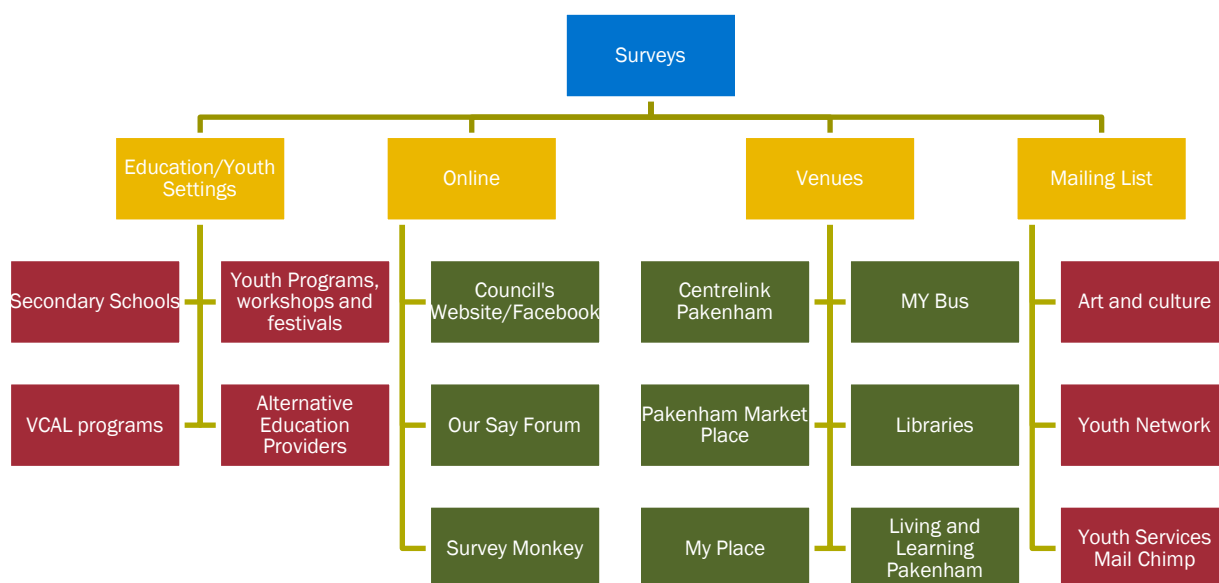 Surveys
Education/Youth
Settings
Online
Venues
Mailing List
Secondary Schools
Youth Programs,
workshops and
festivals
Council's
Website/Facebook
Centrelink
Pakenham
MY Bus
Art and culture
VCAL programs
Alternative
Education
Providers
Our Say Forum
Pakenham Market
Place
Libraries
Youth Network
Survey Monkey
My Place
Living and
Learning
Pakenham
Youth Services
Mail Chimp